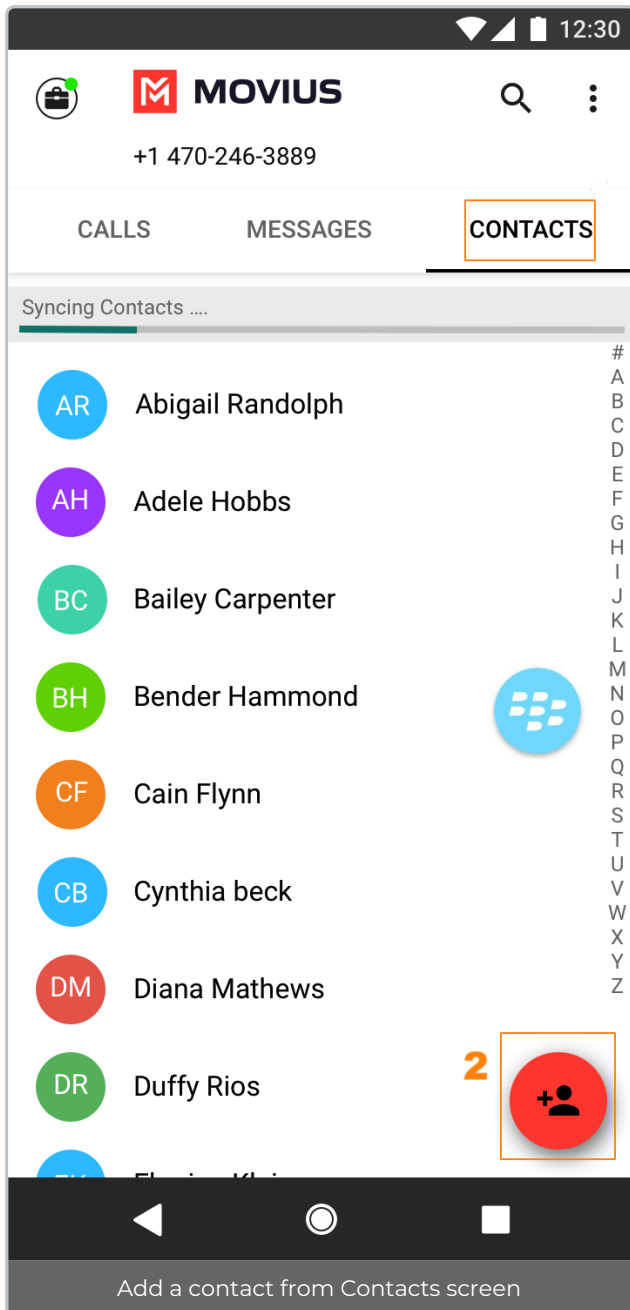 12:30
MOVIUS
+1 470-246-3889
CALLS MESSAGES CONTACTS
Syncing Contacts ....
#
A
AR Abigail Randolph
B
C
D
E
AH Adele Hobbs
F
G
H
I
BC Bailey Carpenter
J
K
L
M
BH Bender Hammond
N
O
P
Q
CF Cain Flynn
R
S
T
U
CB Cynthia beck
V
W
X
Y
DM Diana Mathews
Z
2
DR Duffy Rios
Add a contact from Contacts screen